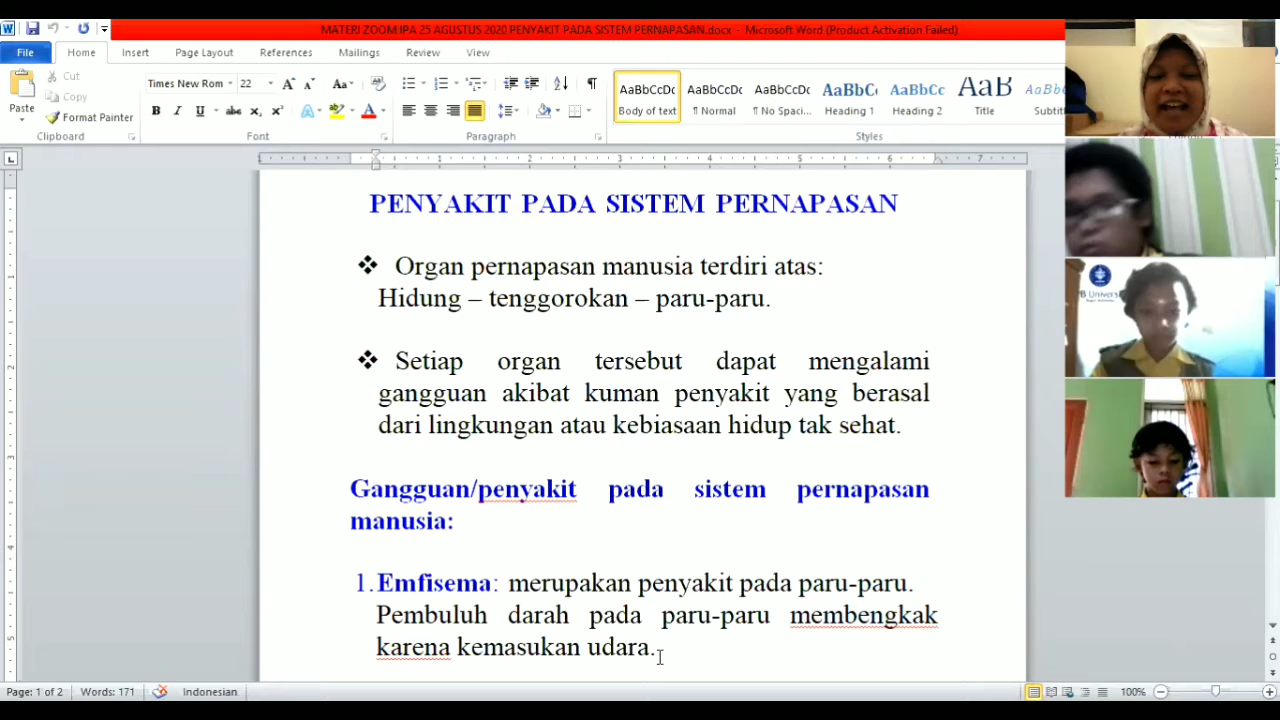 MATERI ZOOM IPA 25 AGUSTUS 2020 PENYAKIT PADA SISTEM PERNAPASAN.docx - Microsoft Word (Product Activation Failed)
File Home Insert Page Layout References Mailings Review View
Paste
Cut
Copy
Format Painter
Clipboard
Times New Rom 22
Font
Paragraph
AaBbCcDc AaBbCcDc AaBbCcDc AaBbC AaBbCc AaB AaBbCc
Body of text ¶ Normal ¶ No Spaci... Heading 1 Heading 2 Title Subtitl
Styles
PENYAKIT PADA SISTEM PERNAPASAN
❖ Organ pernapasan manusia terdiri atas:
Hidung – tenggorokan – paru-paru.
❖ Setiap organ tersebut dapat mengalami
gangguan akibat kuman penyakit yang berasal
dari lingkungan atau kebiasaan hidup tak sehat.
Gangguan/penyakit pada sistem pernapasan
manusia:
1. Emfisema: merupakan penyakit pada paru-paru.
Pembuluh darah pada paru-paru membengkak
karena kemasukan udara.
Page: 1 of 2 Words: 171 Indonesian 100%